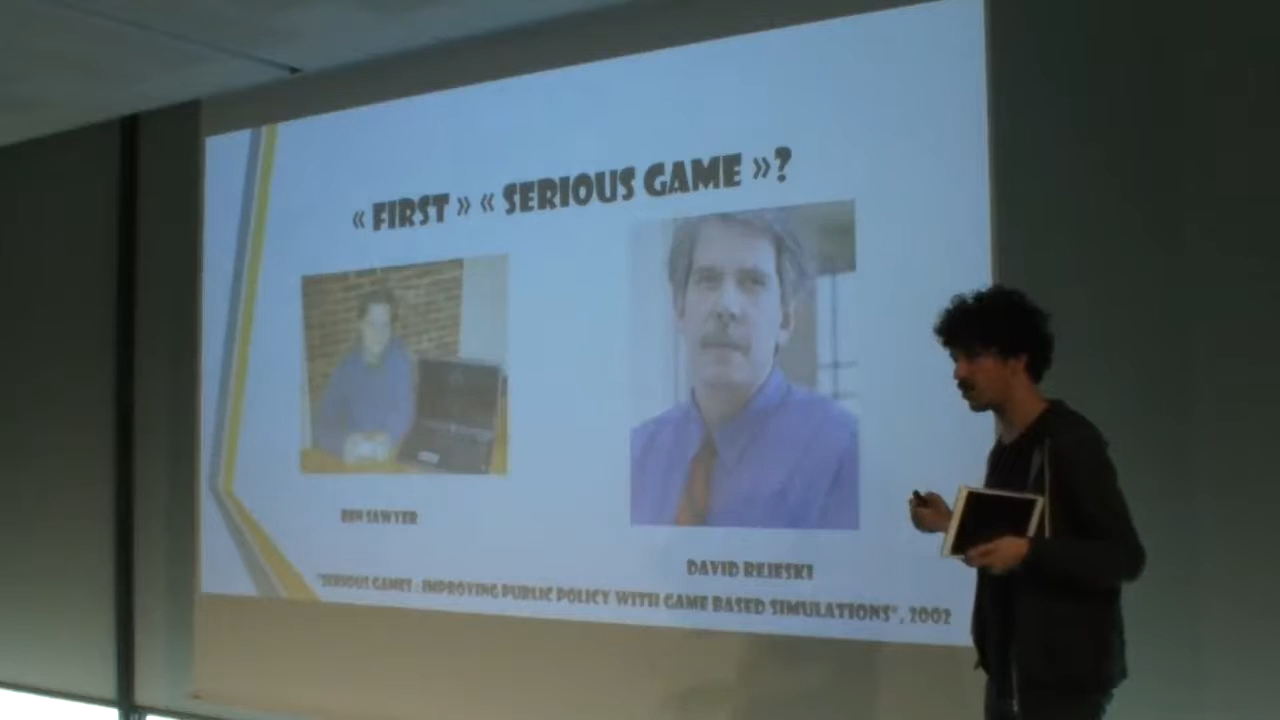 « FIRST » « SERIOUS GAME »?
BEN SAWYER
DAVID REJESKI
"SERIOUS GAMES : IMPROVING PUBLIC POLICY WITH GAME BASED SIMULATIONS", 2002